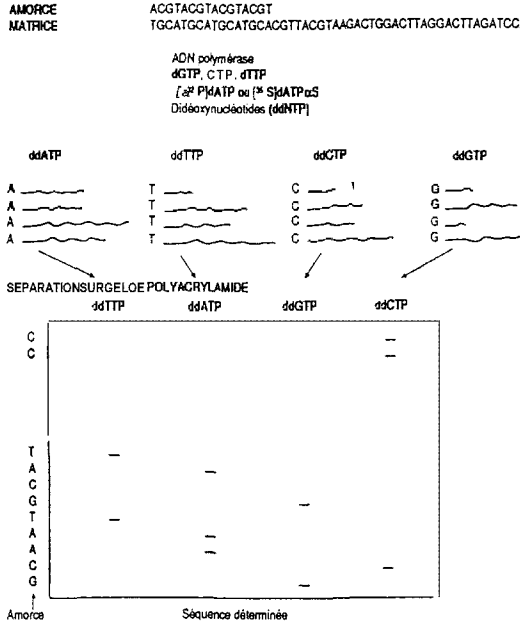 AMORCE ACGTACGTACGTACGT
MATRICE TGCATGCATGCATGCACGTTACGTAAGACTGGACTTAGGACTTAGATCC
ADN polymérase
dGTP, CTP, dTTP
[α³² P]dATP ou [³⁵ S]dATPαS
Didéoxynucléotides (ddNTP)
ddATP ddTTP ddCTP ddGTP
A T C G
A T C G
A T C G
A T C G
SEPARATIONSURGELOE POLYACRYLAMIDE
ddTTP ddATP ddGTP ddCTP
C
C
T
A
C
G
T
A
A
C
G
Amorce Séquence déterminée